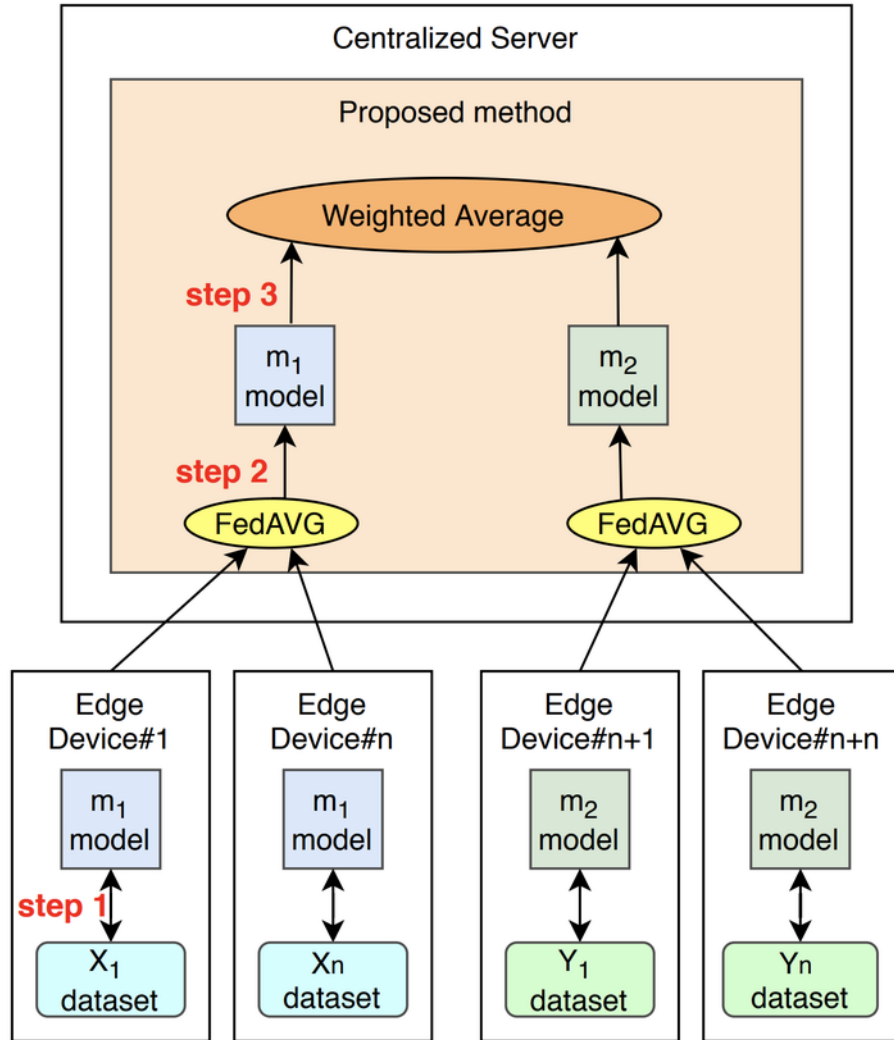 Centralized Server
Proposed method
Weighted Average
step 3
m₁
model
m₂
model
step 2
FedAVG
FedAVG
Edge
Device#1
Edge
Device#n
Edge
Device#n+1
Edge
Device#n+n
m₁
model
m₁
model
m₂
model
m₂
model
step 1
X₁
dataset
Xn
dataset
Y₁
dataset
Yn
dataset